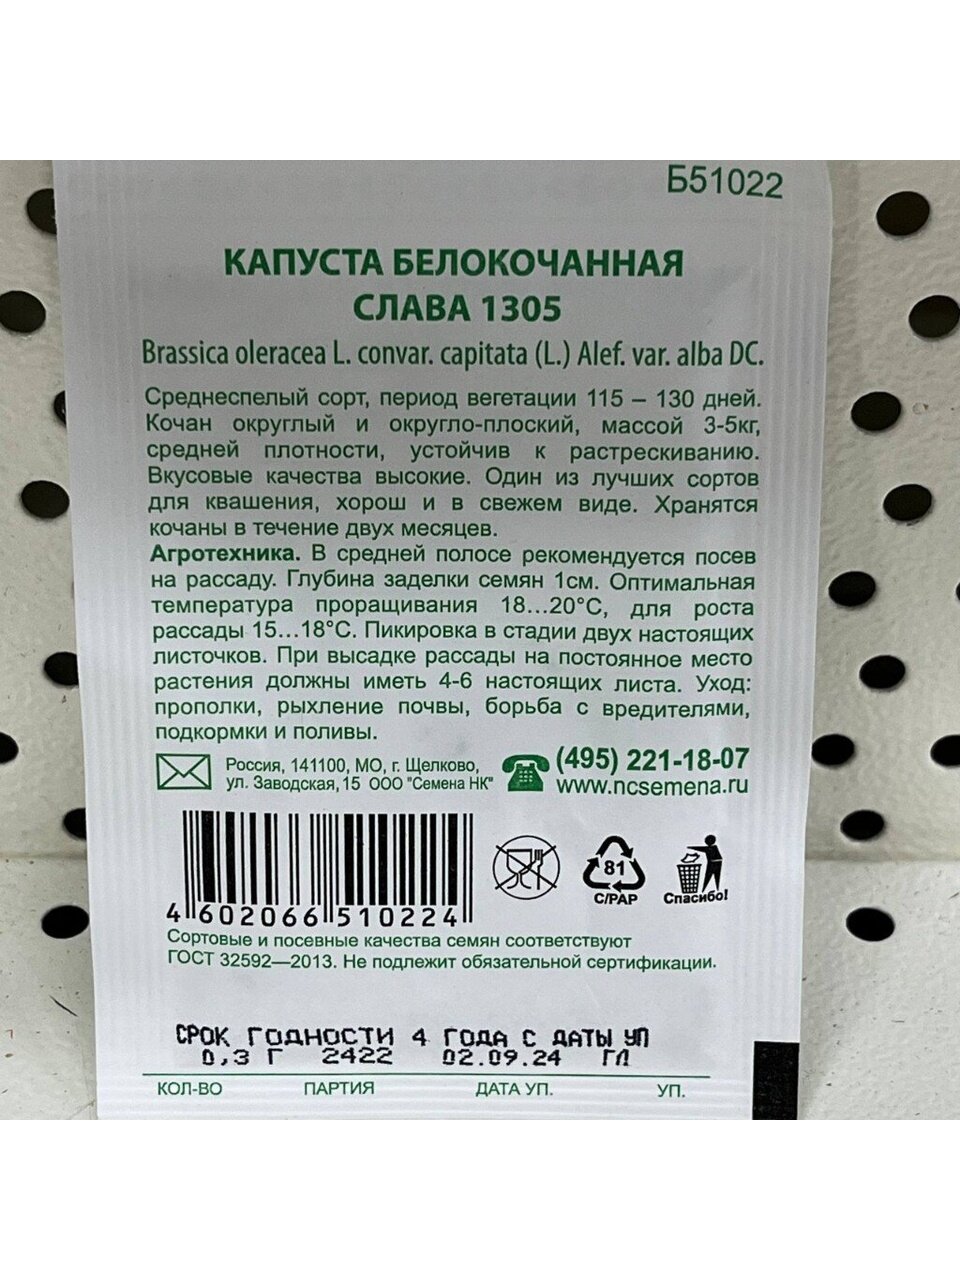 Б51022
КАПУСТА БЕЛОКОЧАННАЯ
СЛАВА 1305
Brassica oleracea L. convar. capitata (L.) Alef. var. alba DC.
Среднеспелый сорт, период вегетации 115 – 130 дней.
Кочан округлый и округло-плоский, массой 3-5кг,
средней плотности, устойчив к растрескиванию.
Вкусовые качества высокие. Один из лучших сортов
для квашения, хорош и в свежем виде. Хранятся
кочаны в течение двух месяцев.
Агротехника. В средней полосе рекомендуется посев
на рассаду. Глубина заделки семян 1см. Оптимальная
температура проращивания 18...20°С, для роста
рассады 15...18°С. Пикировка в стадии двух настоящих
листочков. При высадке рассады на постоянное место
растения должны иметь 4-6 настоящих листа. Уход:
прополки, рыхление почвы, борьба с вредителями,
подкормки и поливы.
Россия, 141100, МО, г. Щелково,
ул. Заводская, 15 ООО "Семена НК"
(495) 221-18-07
www.ncsemena.ru
81
C/PAP
Спасибо!
4 602066 510224
Сортовые и посевные качества семян соответствуют
ГОСТ 32592—2013. Не подлежит обязательной сертификации.
СРОК ГОДНОСТИ 4 ГОДА С ДАТЫ УП
0,3 Г 2422 02.09.24 ГЛ
КОЛ-ВО ПАРТИЯ ДАТА УП. УП.